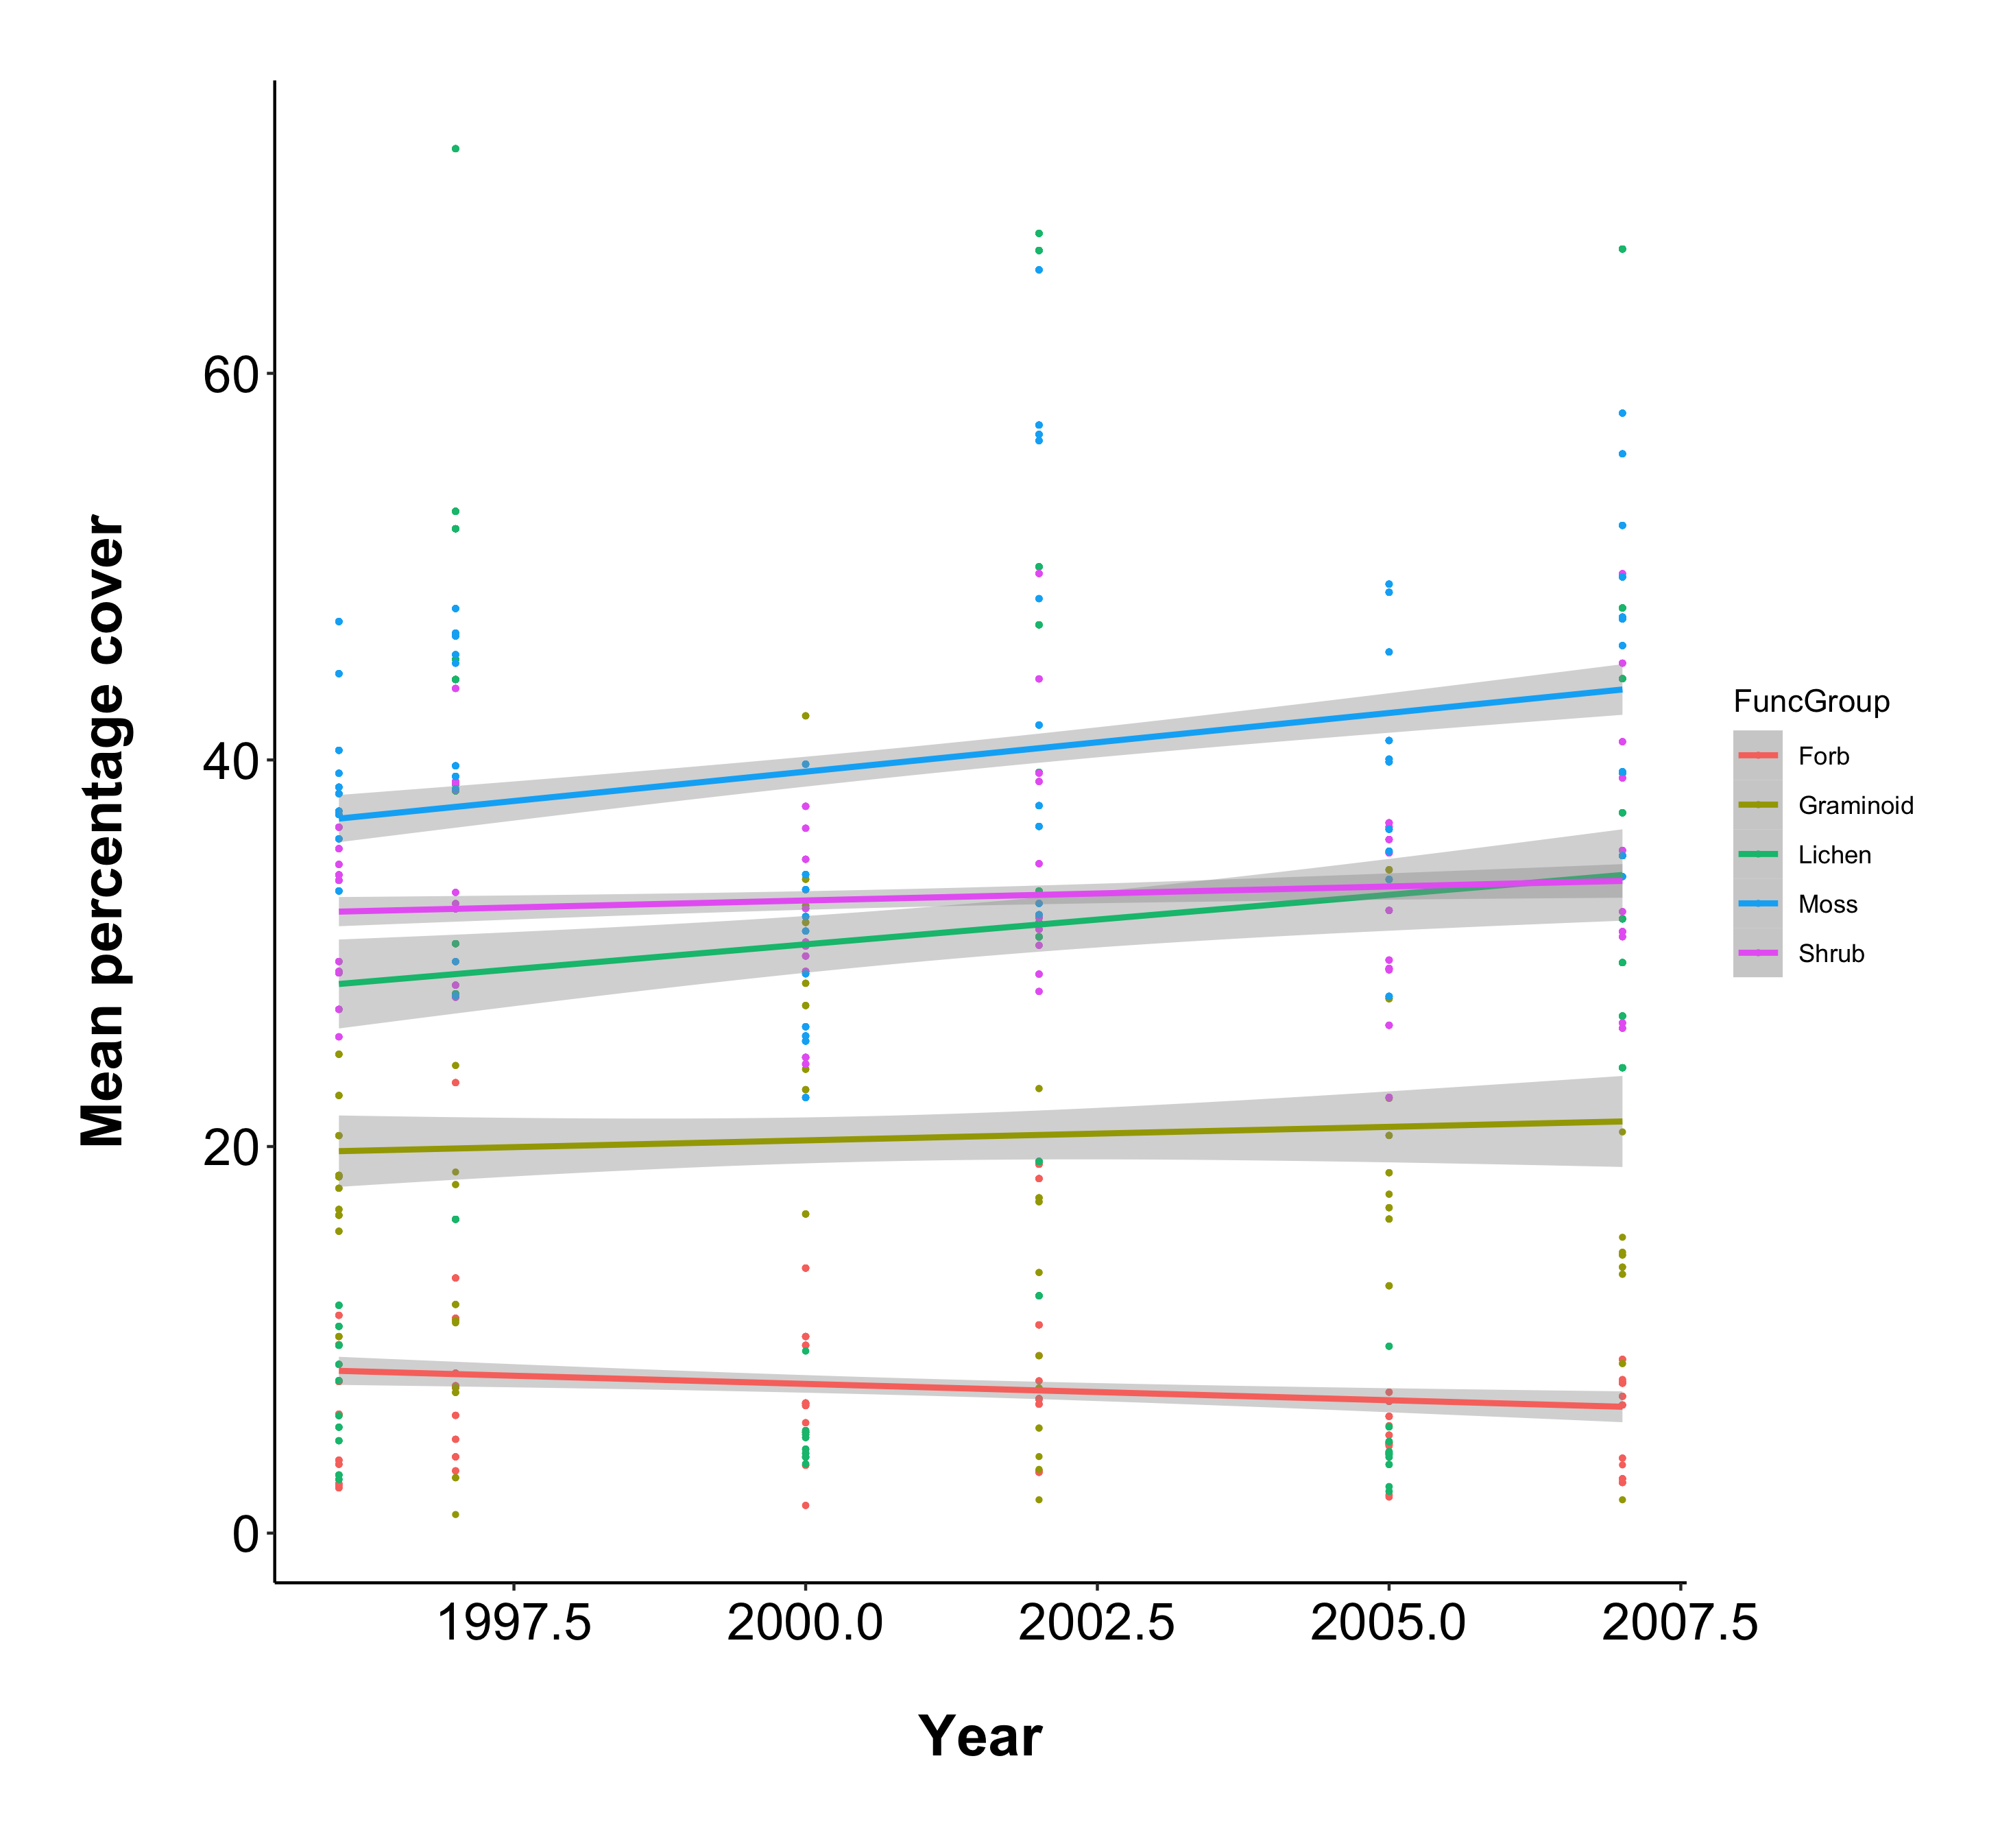 Mean percentage cover
60
40
20
0
1997.5 2000.0 2002.5 2005.0 2007.5
Year
FuncGroup
Forb
Graminoid
Lichen
Moss
Shrub